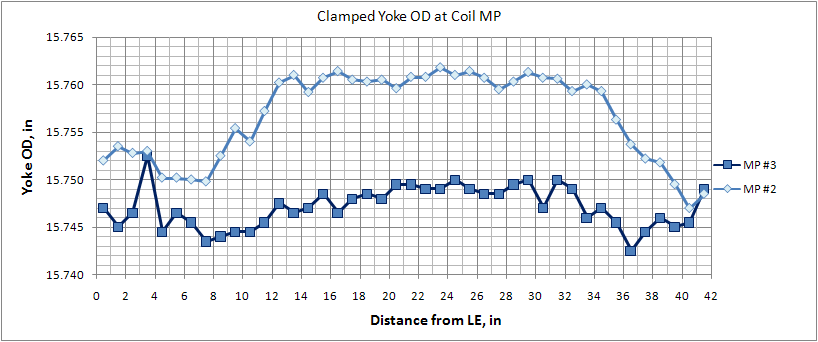 Clamped Yoke OD at Coil MP
15.765
15.760
15.755
15.750
15.745
15.740
Yoke OD, in
0 2 4 6 8 10 12 14 16 18 20 22 24 26 28 30 32 34 36 38 40 42
Distance from LE, in
MP #3
MP #2